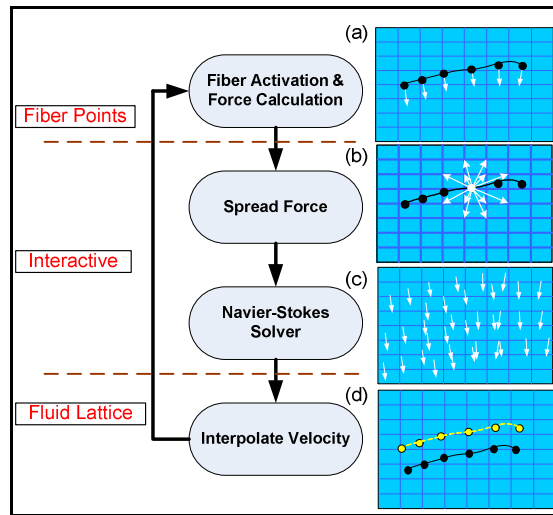 (a)
Fiber Activation &
Force Calculation
Fiber Points
(b)
Spread Force
Interactive
(c)
Navier-Stokes
Solver
(d)
Fluid Lattice
Interpolate Velocity